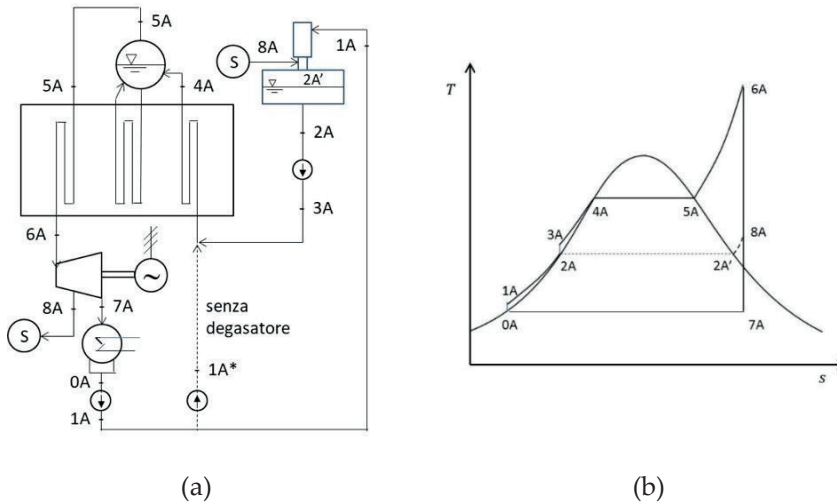 5A
8A
1A
S
2A'
5A
4A
2A
3A
6A
7A
8A
senza
degasatore
S
0A
1A*
1A
T
6A
4A
5A
3A
8A
2A
2A'
1A
0A
7A
s
(a)
(b)